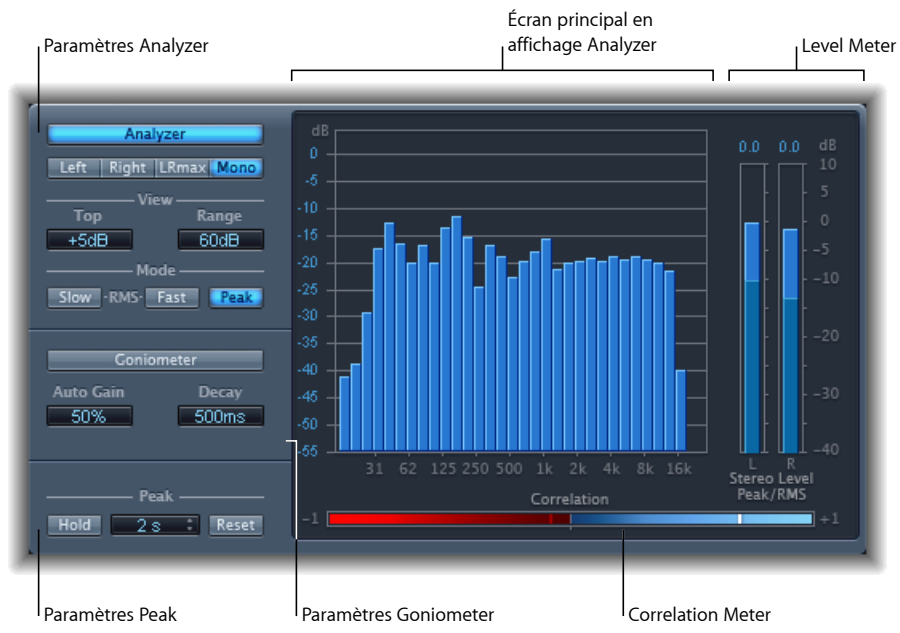 Écran principal en
affichage Analyzer
Paramètres Analyzer
Level Meter
Analyzer
Left Right LRmax Mono
View
Top Range
+5dB 60dB
Mode
Slow -RMS- Fast Peak
Goniometer
Auto Gain Decay
50% 500ms
Peak
Hold 2 s Reset
dB
0
-5
-10
-15
-20
-25
-30
-35
-40
-45
-50
-55
31 62 125 250 500 1k 2k 4k 8k 16k
0.0 0.0 dB
10
5
0
-5
-10
-20
-30
-40
L R
Stereo Level
Peak/RMS
Correlation
-1 +1
Paramètres Peak
Paramètres Goniometer
Correlation Meter